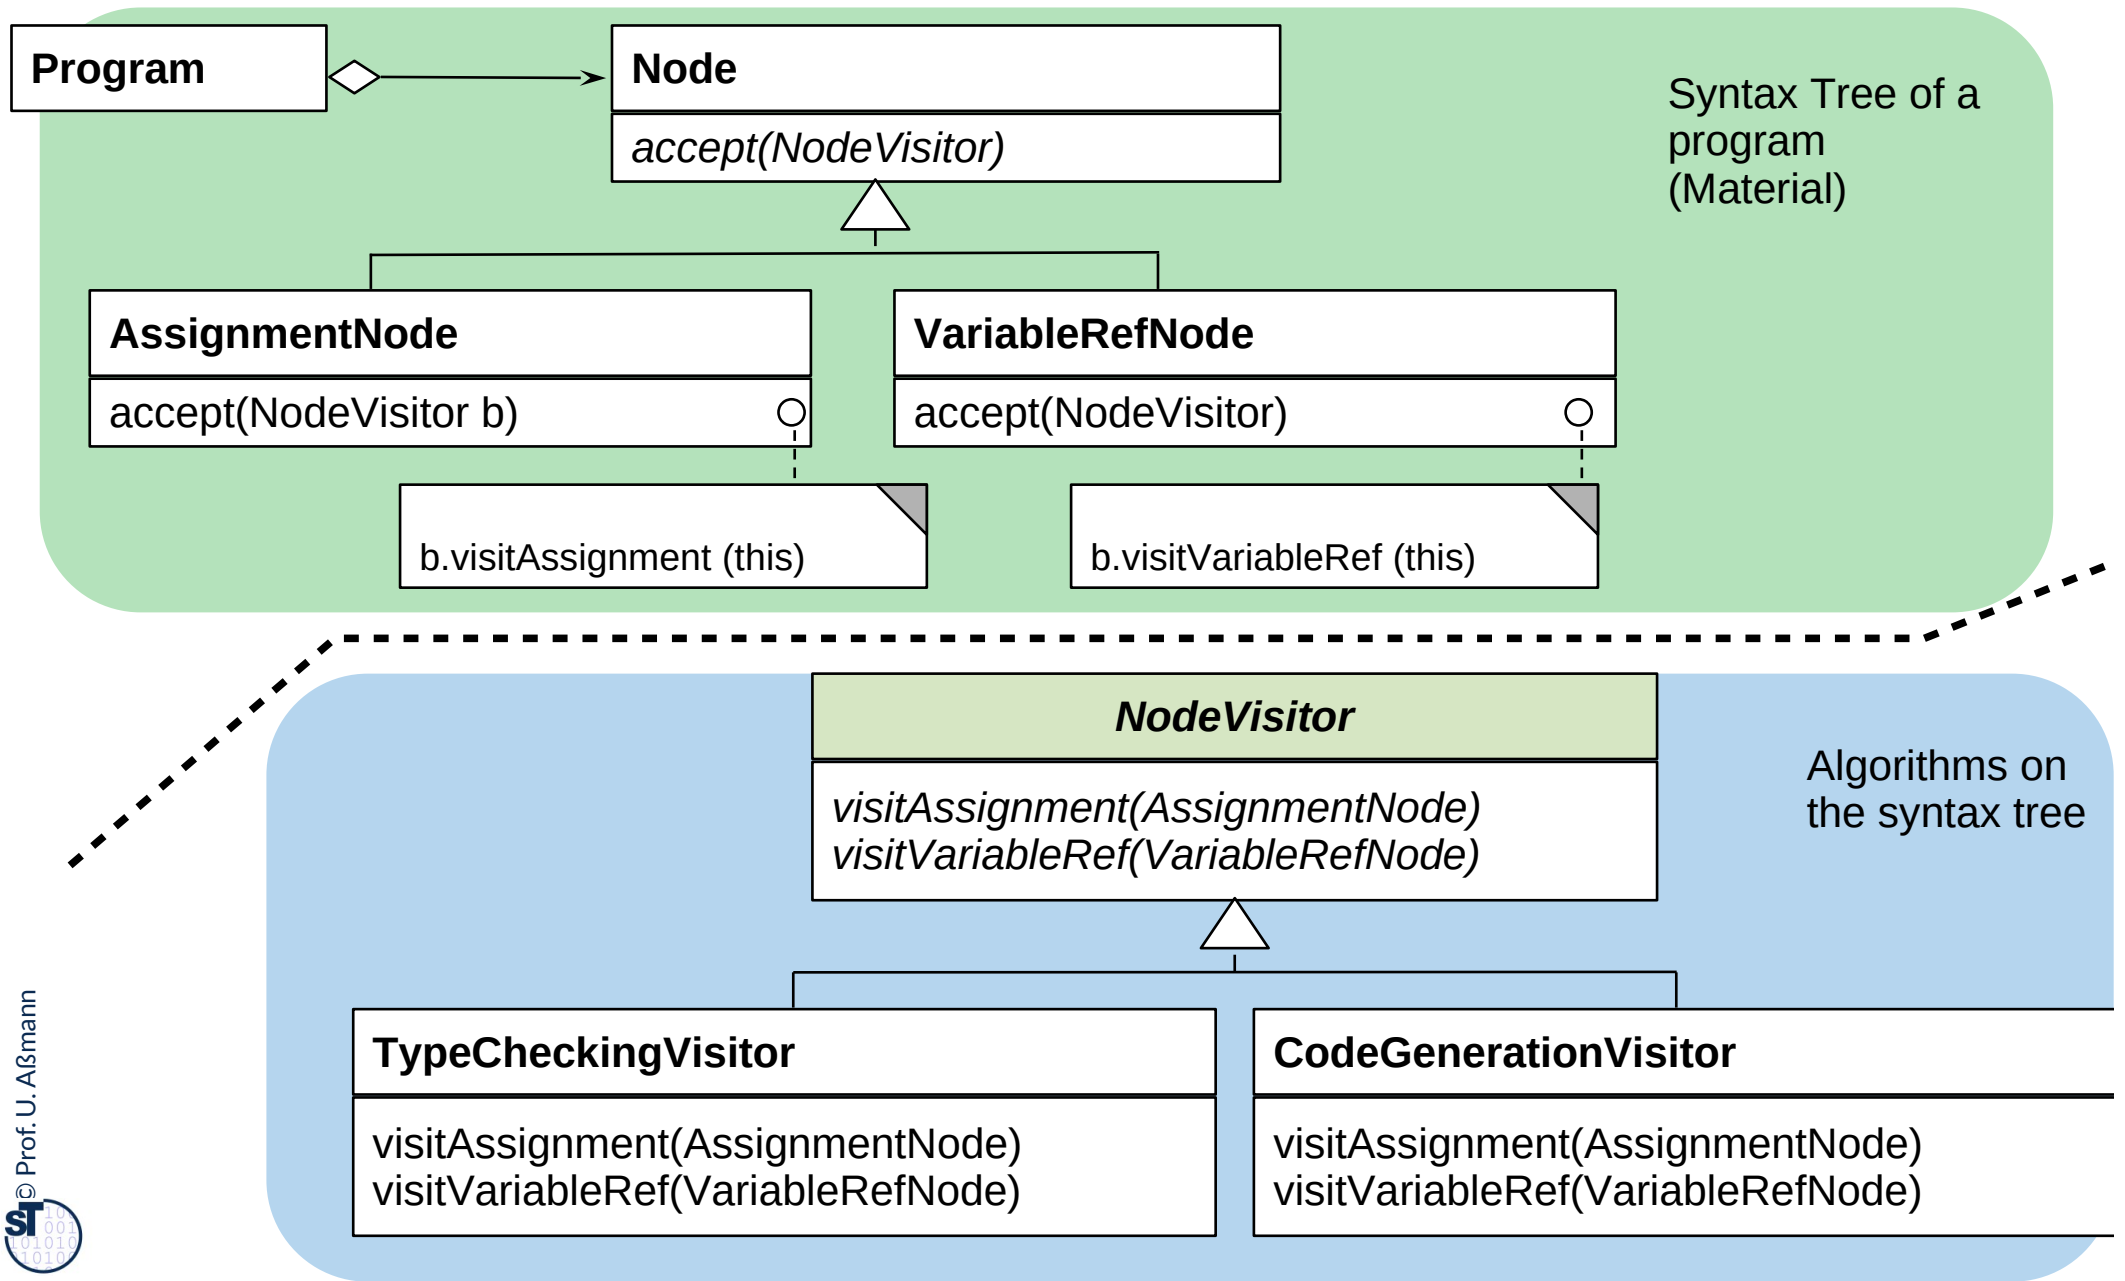 Program
Node
accept(NodeVisitor)
Syntax Tree of a
program
(Material)
AssignmentNode
accept(NodeVisitor b)
VariableRefNode
accept(NodeVisitor)
b.visitAssignment (this)
b.visitVariableRef (this)
NodeVisitor
visitAssignment(AssignmentNode)
visitVariableRef(VariableRefNode)
Algorithms on
the syntax tree
TypeCheckingVisitor
visitAssignment(AssignmentNode)
visitVariableRef(VariableRefNode)
CodeGenerationVisitor
visitAssignment(AssignmentNode)
visitVariableRef(VariableRefNode)
© Prof. U. Aßmann
ST